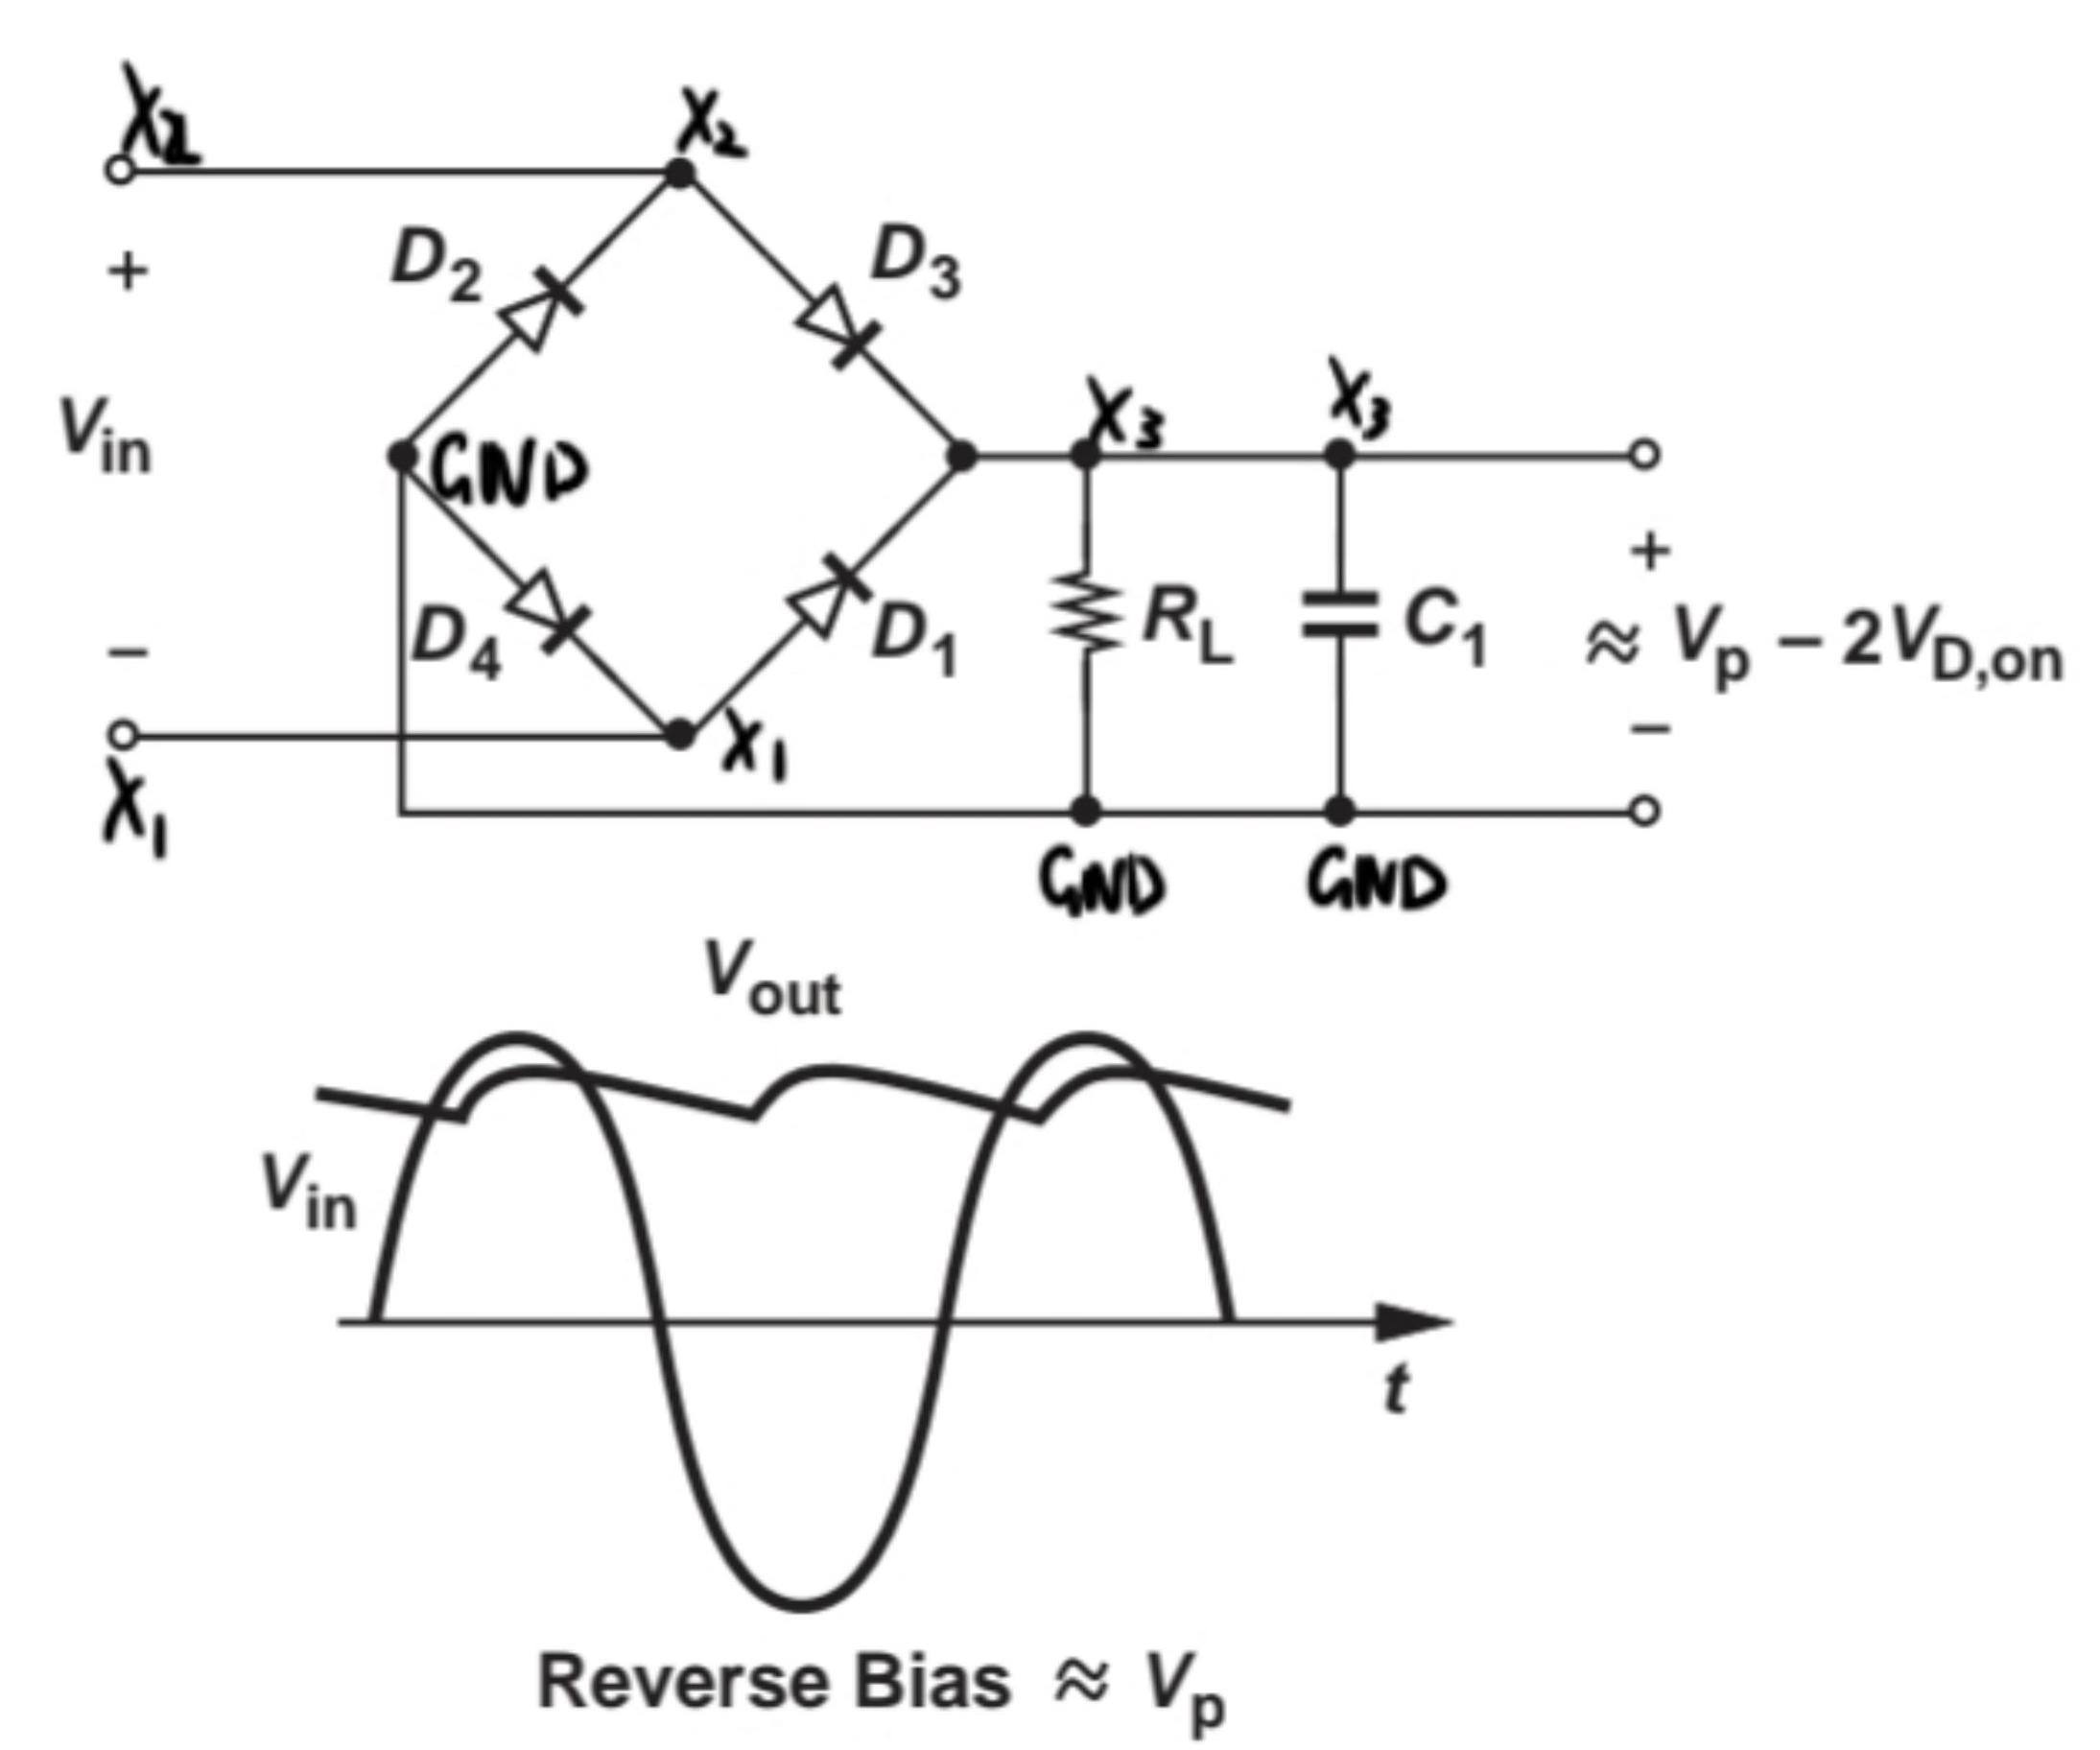 X2
X2
D2
D3
+
Vin
GND
X3
X3
+
D4
D1
RL
C1
≈ Vp – 2VD,on
–
X1
–
X1
GND
GND
Vout
Vin
t
Reverse Bias ≈ Vp